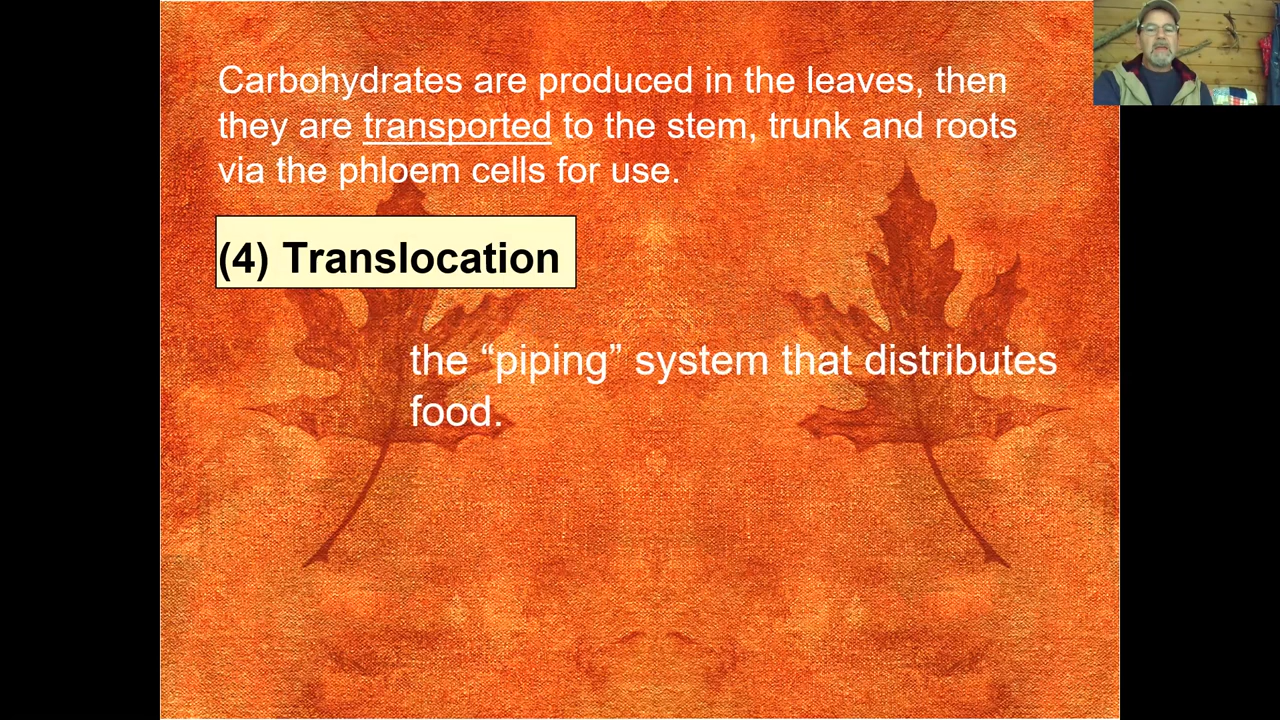 Carbohydrates are produced in the leaves, then
they are transported to the stem, trunk and roots
via the phloem cells for use.
(4) Translocation
the “piping” system that distributes
food.